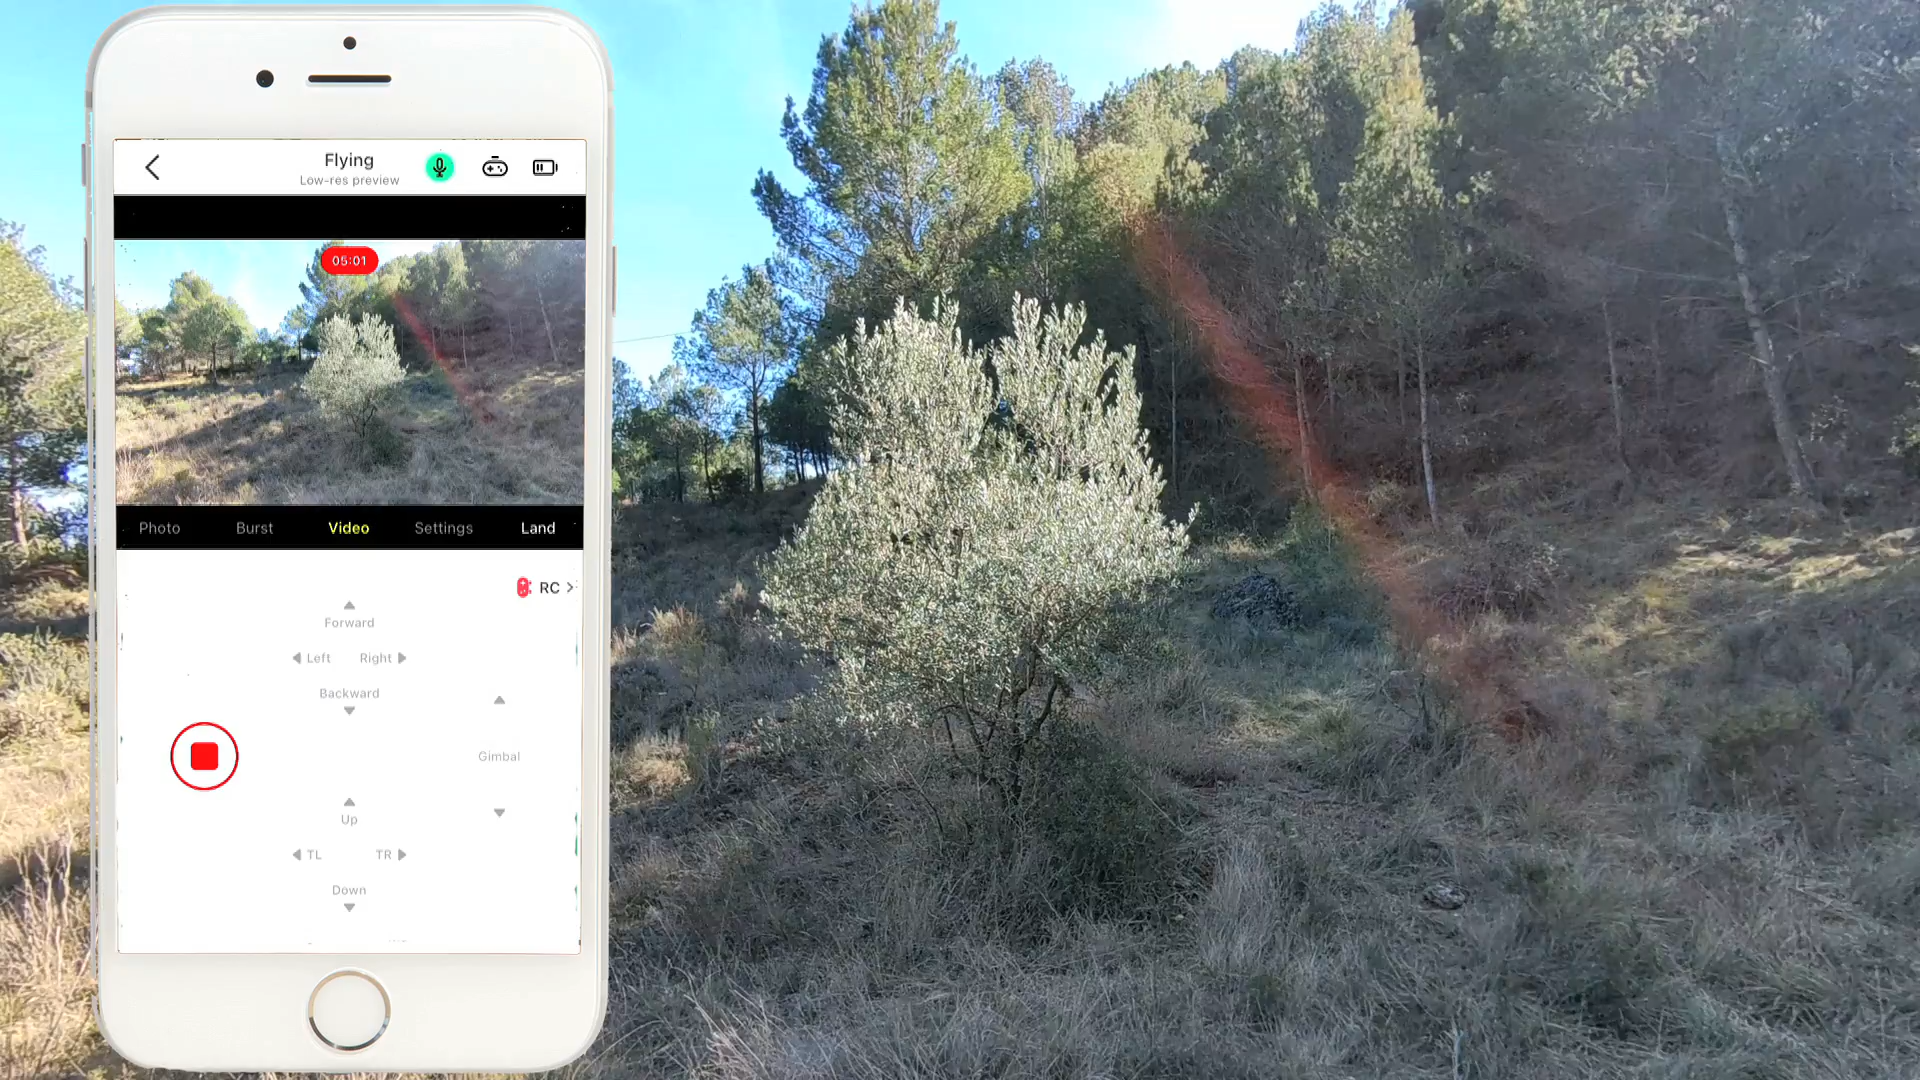 Flying
Low-res preview
05:01
Photo Burst Video Settings Land
RC
Forward
Left Right
Backward
Gimbal
Up
TL TR
Down